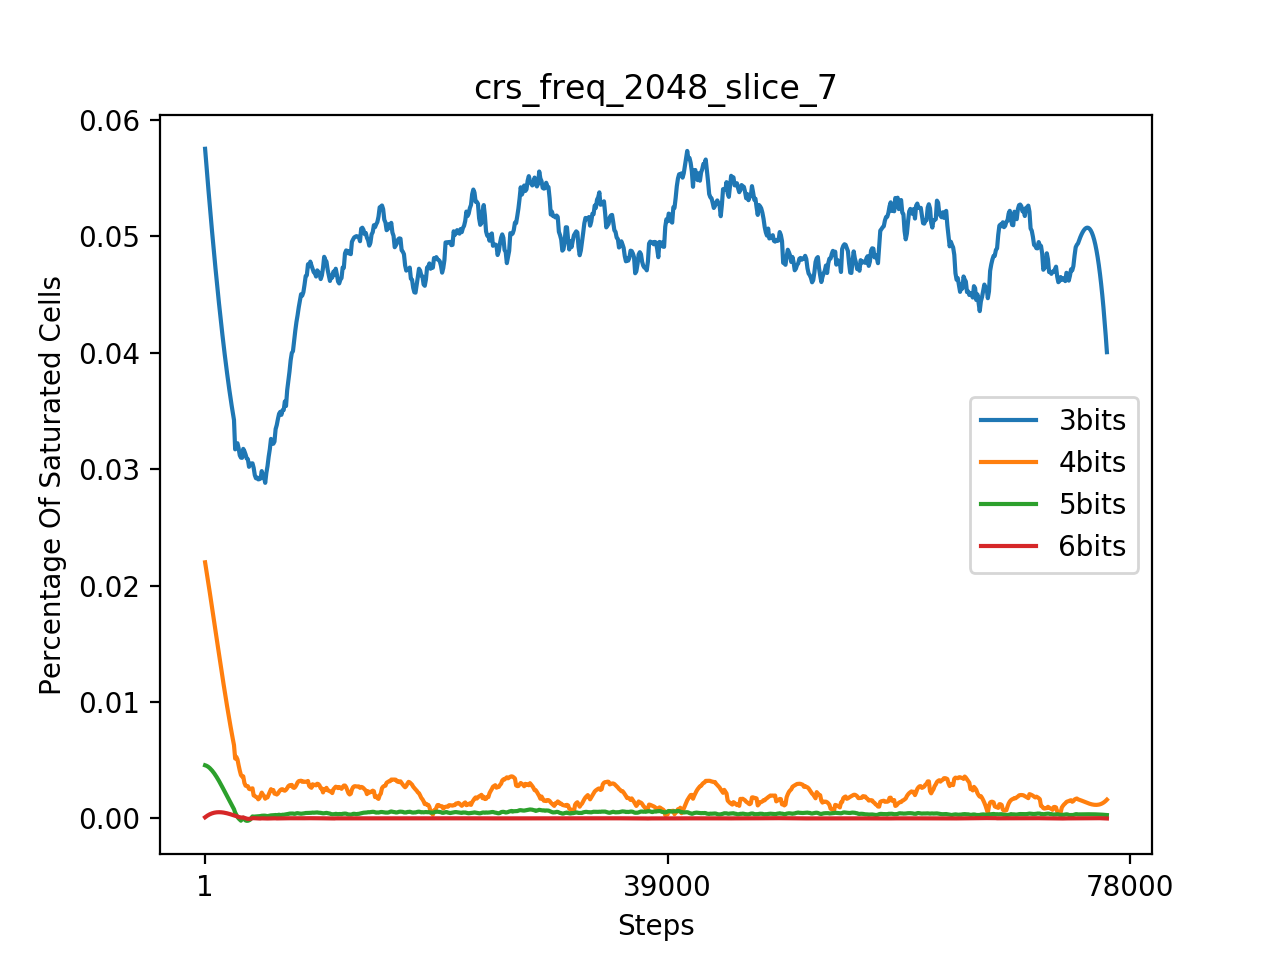 crs_freq_2048_slice_7
0.06
0.05
0.04
0.03
0.02
0.01
0.00
Percentage Of Saturated Cells
3bits
4bits
5bits
6bits
1 39000 78000
Steps